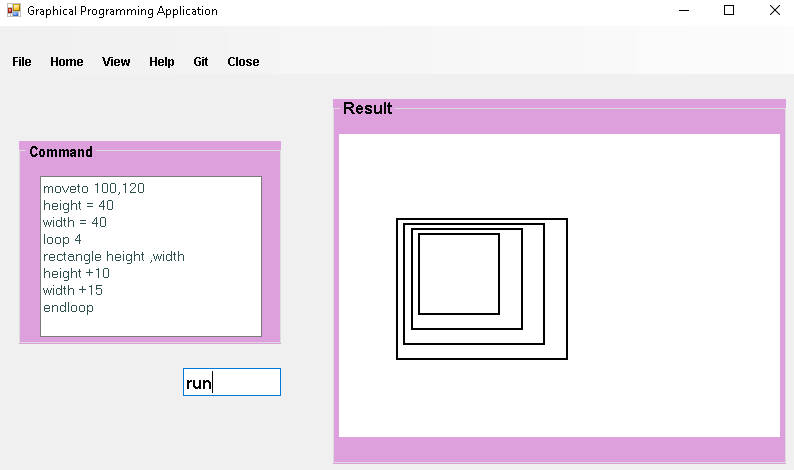 Graphical Programming Application
File Home View Help Git Close
Result
Command
moveto 100,120
height = 40
width = 40
loop 4
rectangle height ,width
height +10
width +15
endloop
run